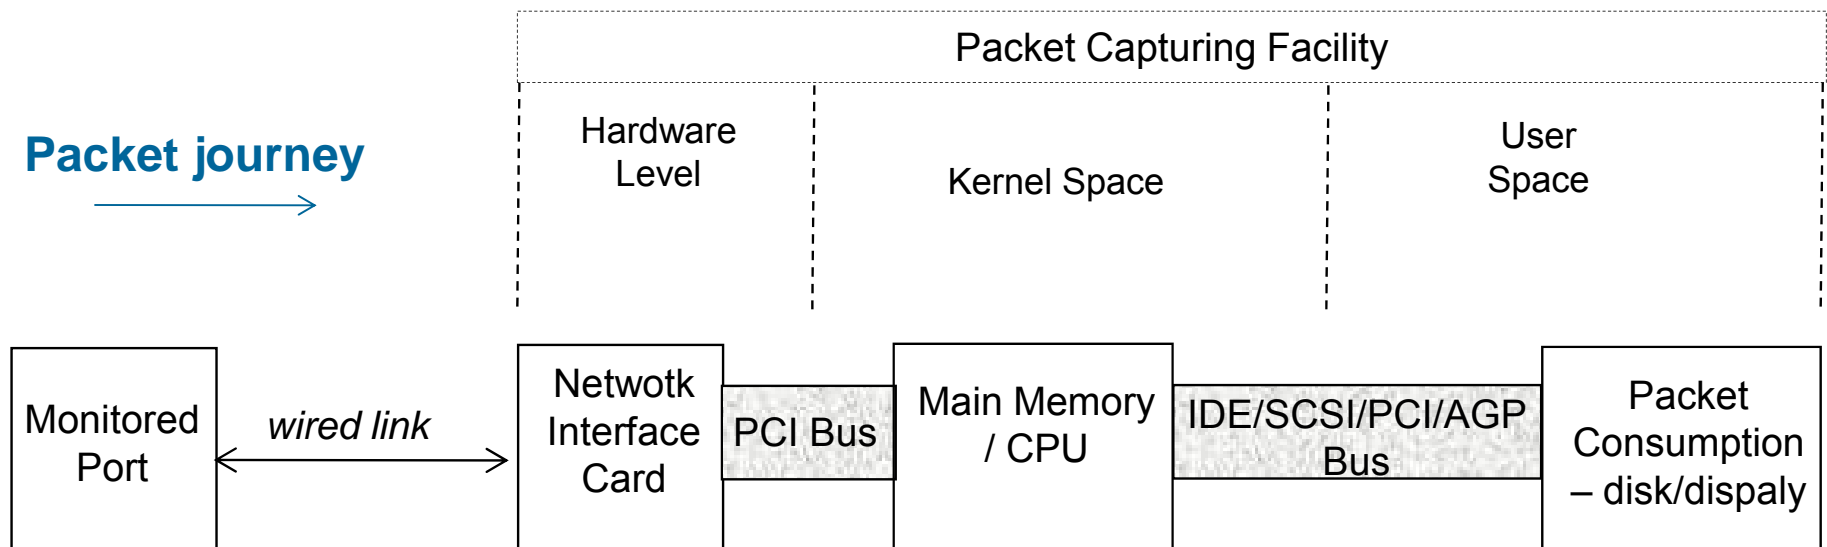 Packet Capturing Facility
Packet journey
Hardware
Level
Kernel Space
User
Space
Monitored
Port
wired link
Netwotk
Interface
Card
PCI Bus
Main Memory
/ CPU
IDE/SCSI/PCI/AGP
Bus
Packet
Consumption
– disk/dispaly